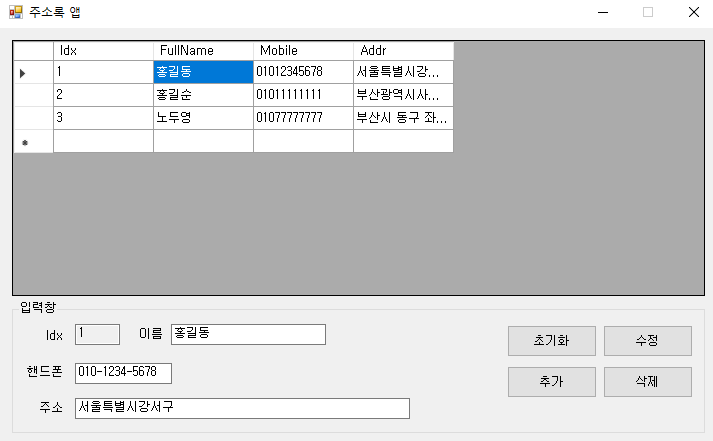 주소록 앱
Idx FullName Mobile Addr
1 홍길동 01012345678 서울특별시강...
2 홍길순 01011111111 부산광역시사...
3 노두영 01077777777 부산시 동구 좌...
입력창
Idx 1 이름 홍길동 초기화 수정
핸드폰 010-1234-5678 추가 삭제
주소 서울특별시강서구